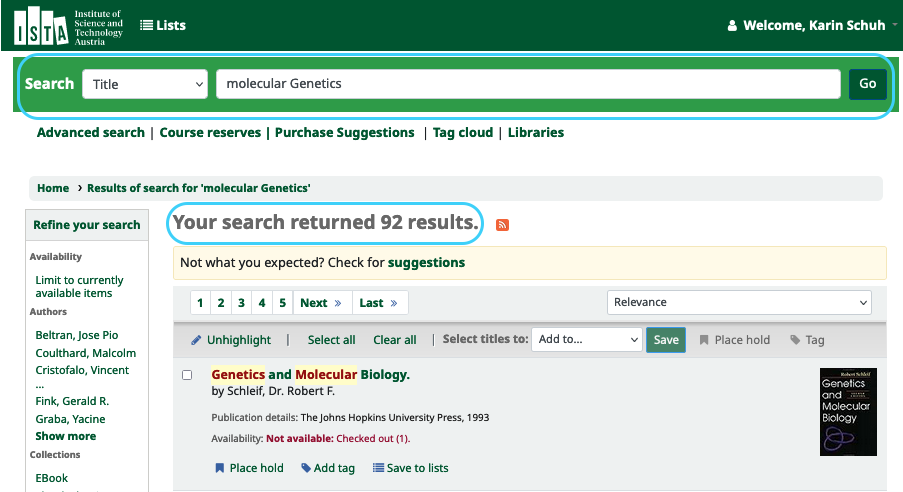 ISTA
Institute of
Science and
Technology
Austria
Lists
Welcome, Karin Schuh
Search
Title
molecular Genetics
Go
Advanced search | Course reserves | Purchase Suggestions | Tag cloud | Libraries
Home › Results of search for 'molecular Genetics'
Refine your search
Availability
Limit to currently
available items
Authors
Beltran, Jose Pio
Coulthard, Malcolm
Cristofalo, Vincent
...
Fink, Gerald R.
Graba, Yacine
Show more
Collections
EBook
Your search returned 92 results.
Not what you expected? Check for suggestions
1 2 3 4 5 Next » Last »
Relevance
Unhighlight | Select all Clear all | Select titles to: Add to... Save Place hold Tag
Genetics and Molecular Biology.
by Schleif, Dr. Robert F.
Publication details: The Johns Hopkins University Press, 1993
Availability: Not available: Checked out (1).
Place hold Add tag Save to lists
Robert Schleif
Genetics
and
Molecular
Biology